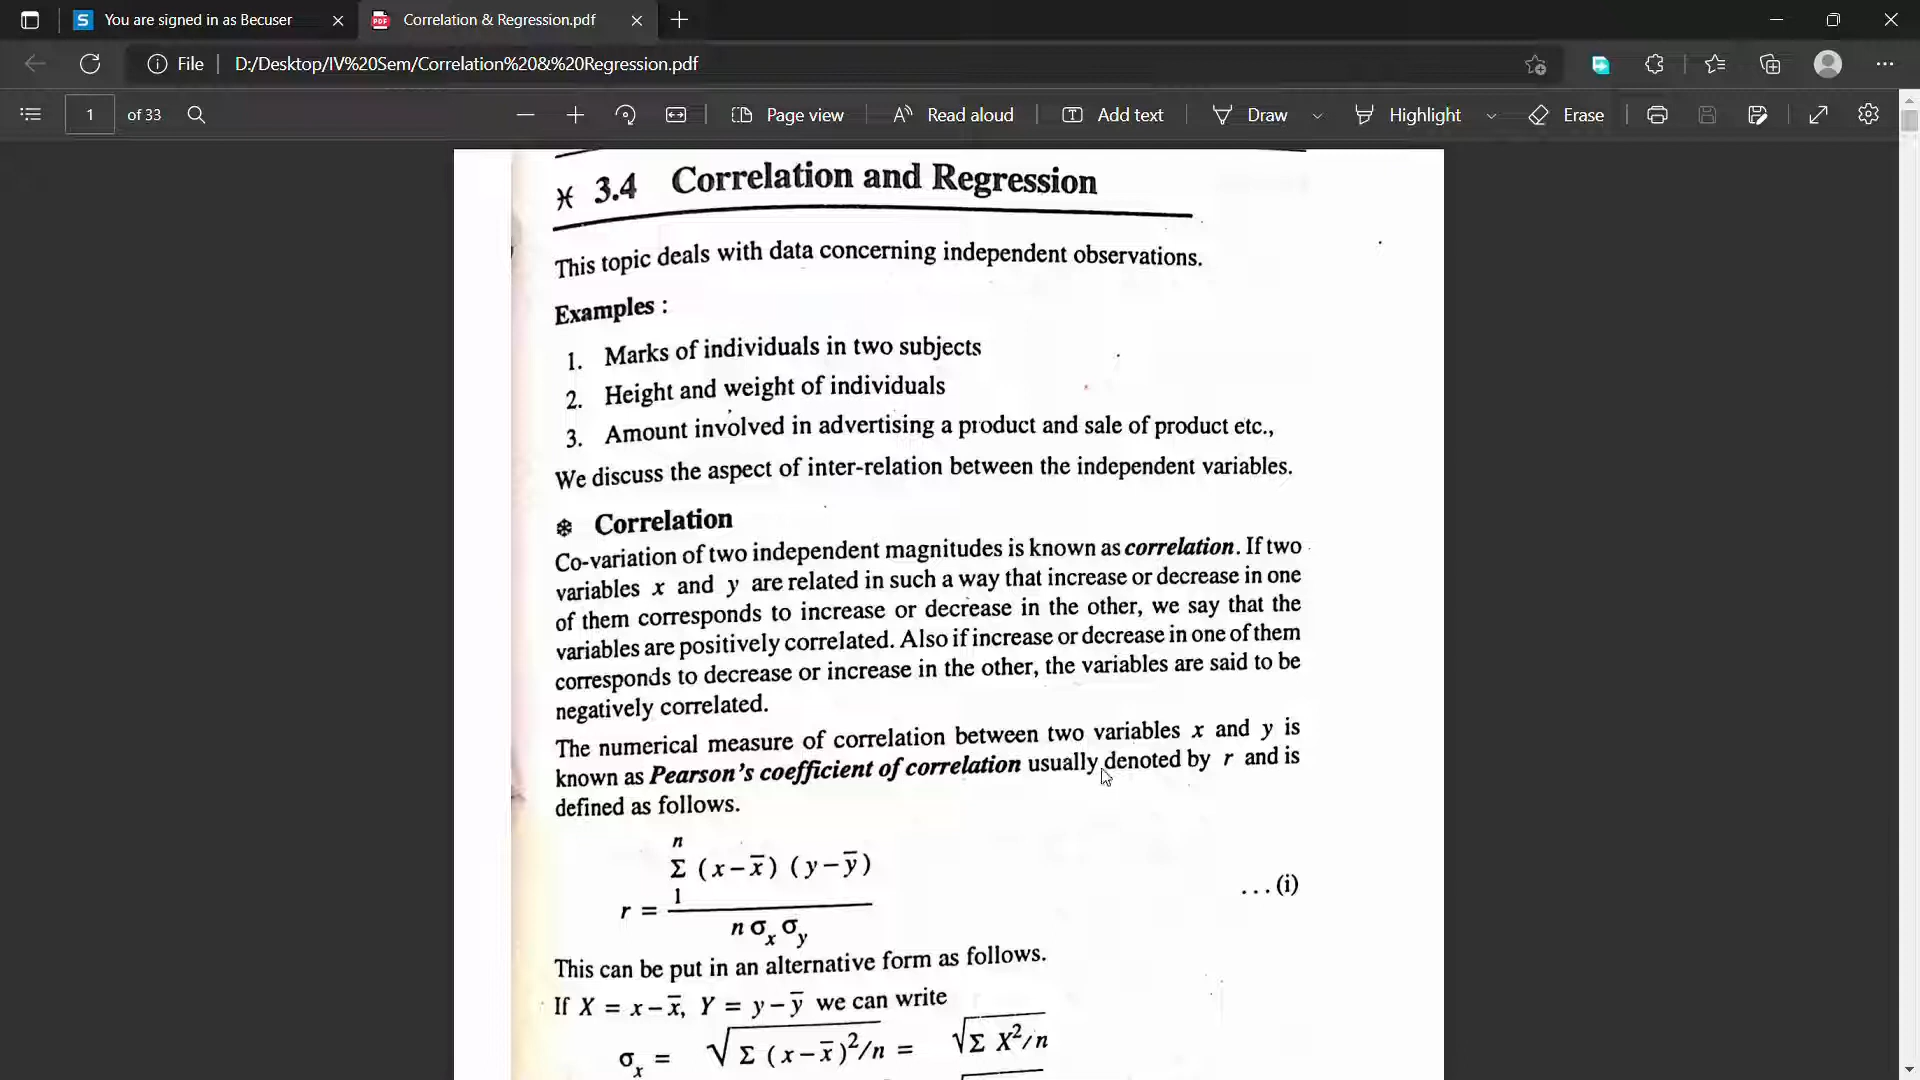 You are signed in as Becuser
Correlation & Regression.pdf
File
D:/Desktop/IV%20Sem/Correlation%20&%20Regression.pdf
1 of 33
Page view
Read aloud
Add text
Draw
Highlight
Erase
3.4 Correlation and Regression
This topic deals with data concerning independent observations.
Examples :
1. Marks of individuals in two subjects
2. Height and weight of individuals
3. Amount involved in advertising a product and sale of product etc.,
We discuss the aspect of inter-relation between the independent variables.
❄ Correlation
Co-variation of two independent magnitudes is known as correlation. If two
variables x and y are related in such a way that increase or decrease in one
of them corresponds to increase or decrease in the other, we say that the
variables are positively correlated. Also if increase or decrease in one of them
corresponds to decrease or increase in the other, the variables are said to be
negatively correlated.
The numerical measure of correlation between two variables x and y is
known as Pearson's coefficient of correlation usually denoted by r and is
defined as follows.
n
Σ (x – x̄) (y – ȳ)
1
r = ...(i)
n σx σy
This can be put in an alternative form as follows.
If X = x – x̄, Y = y – ȳ we can write
σx = √Σ (x – x̄)²/n = √Σ X²/n